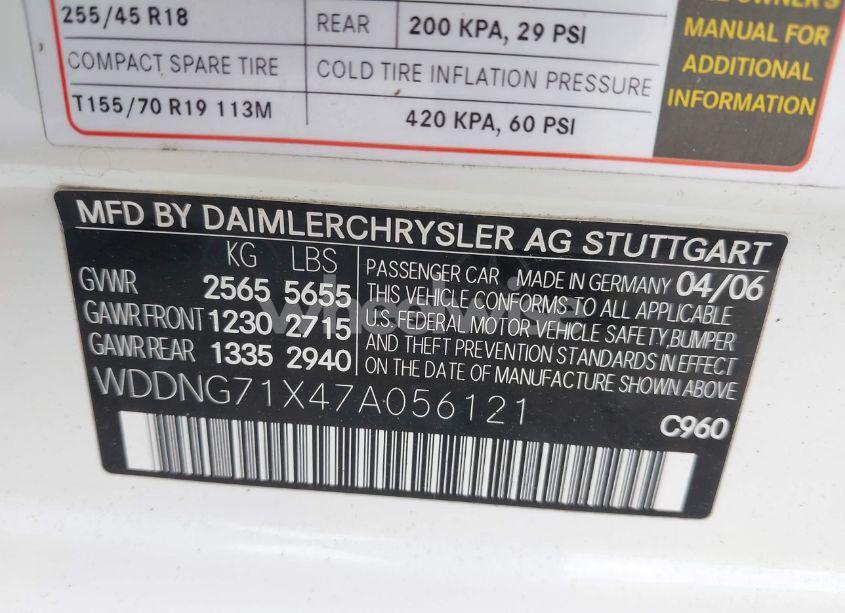 255/45 R18 REAR 200 KPA, 29 PSI
COMPACT SPARE TIRE COLD TIRE INFLATION PRESSURE
T155/70 R19 113M 420 KPA, 60 PSI
OWNER'S
MANUAL FOR
ADDITIONAL
INFORMATION
MFD BY DAIMLERCHRYSLER AG STUTTGART
KG LBS
GVWR 2565 5655
GAWR FRONT 1230 2715
GAWR REAR 1335 2940
PASSENGER CAR MADE IN GERMANY 04/06
THIS VEHICLE CONFORMS TO ALL APPLICABLE
U.S. FEDERAL MOTOR VEHICLE SAFETY, BUMPER
AND THEFT PREVENTION STANDARDS IN EFFECT
ON THE DATE OF MANUFACTURE SHOWN ABOVE
WDDNG71X47A056121
C960
wheelwise